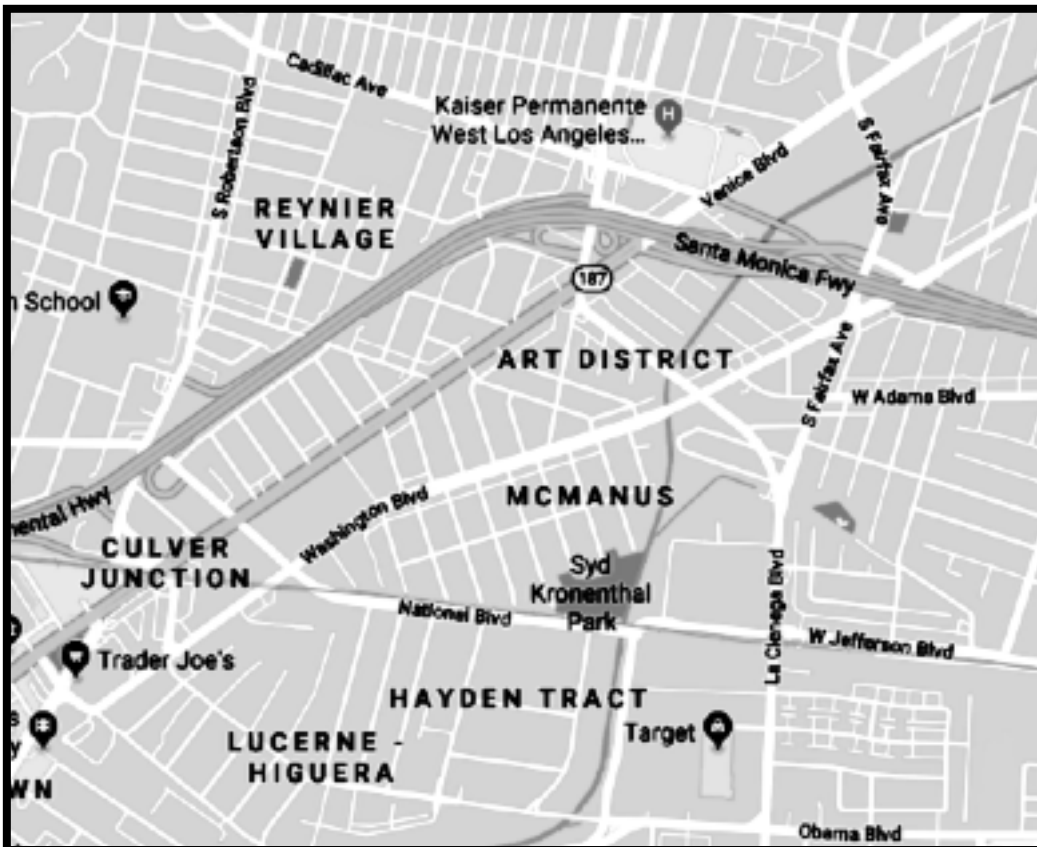 Cadillac Ave
Kaiser Permanente
West Los Angeles...
H
S Robertson Blvd
Venice Blvd
S Fairfax Ave
REYNIER
VILLAGE
Santa Monica Fwy
187
n School
ART DISTRICT
S Fairfax Ave
W Adams Blvd
MCMANUS
Washington Blvd
mental Hwy
CULVER
JUNCTION
Syd
Kronenthal
Park
National Blvd
La Cienega Blvd
W Jefferson Blvd
Trader Joe's
HAYDEN TRACT
Target
LUCERNE -
HIGUERA
s
y
WN
Obama Blvd